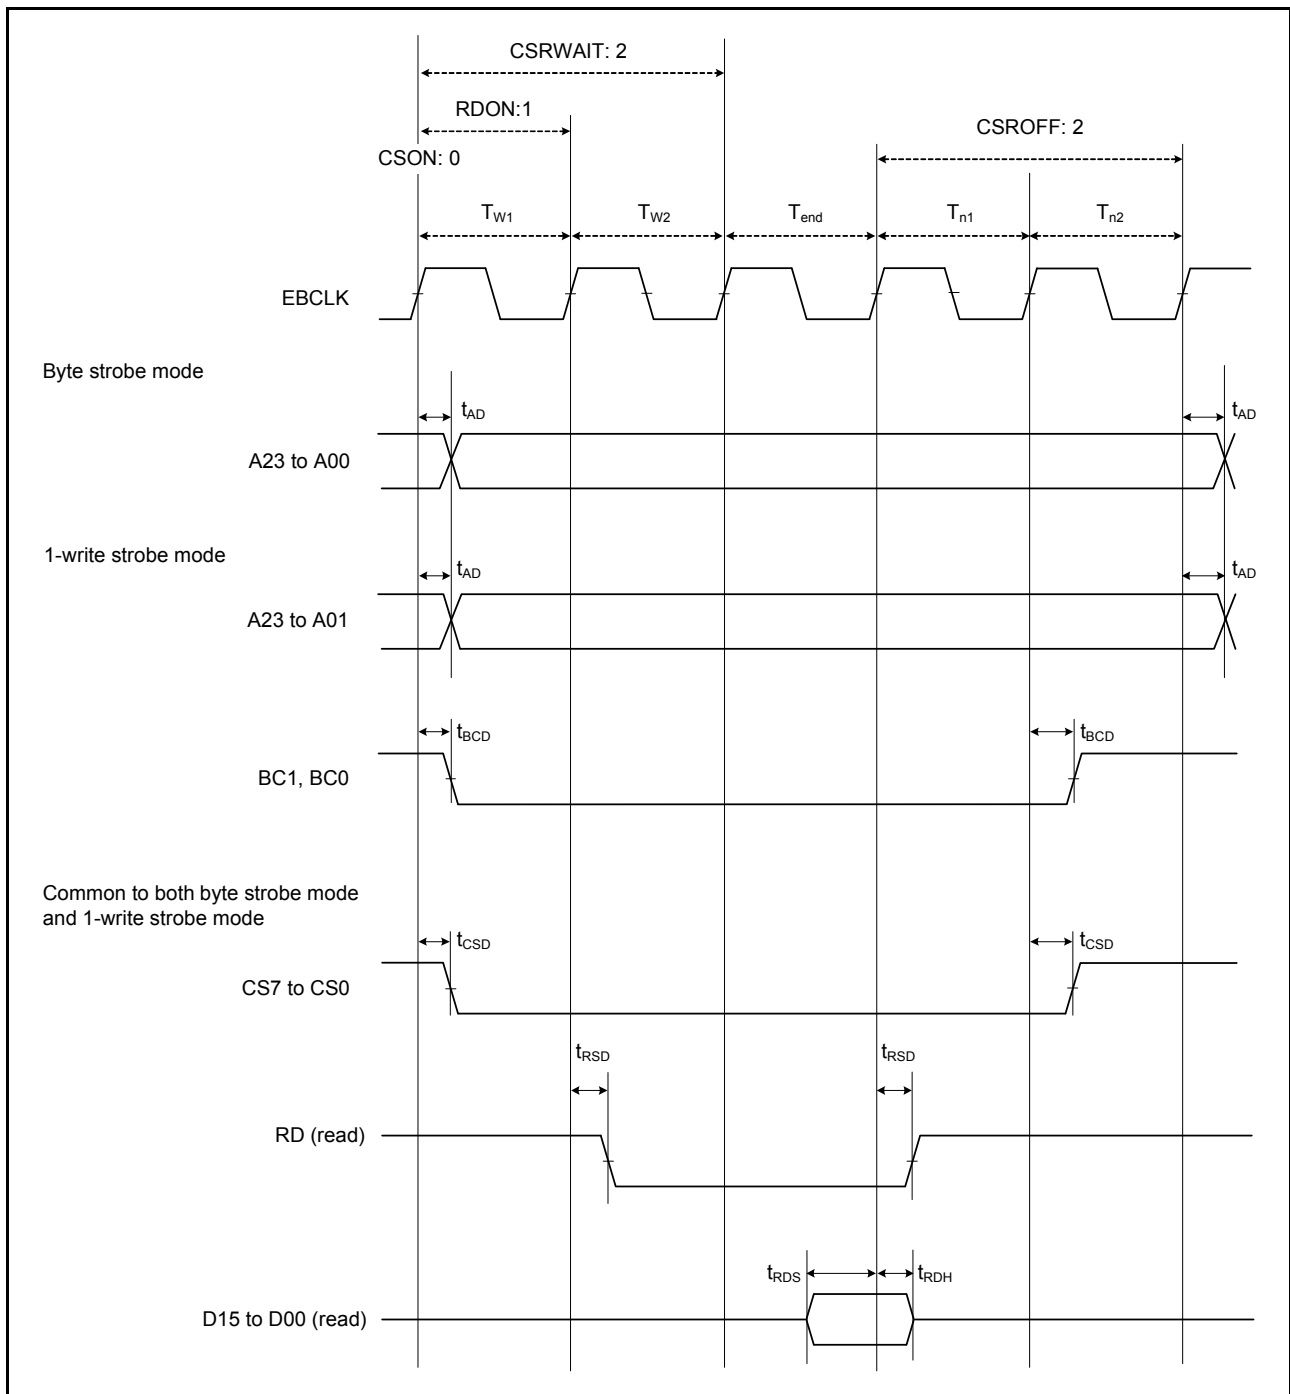 CSRWAIT: 2
RDON:1
CSROFF: 2
CSON: 0
TW1 TW2 Tend Tn1 Tn2
EBCLK
Byte strobe mode
tAD tAD
A23 to A00
1-write strobe mode
tAD tAD
A23 to A01
tBCD tBCD
BC1, BC0
Common to both byte strobe mode
and 1-write strobe mode
tCSD tCSD
CS7 to CS0
tRSD tRSD
RD (read)
tRDS tRDH
D15 to D00 (read)